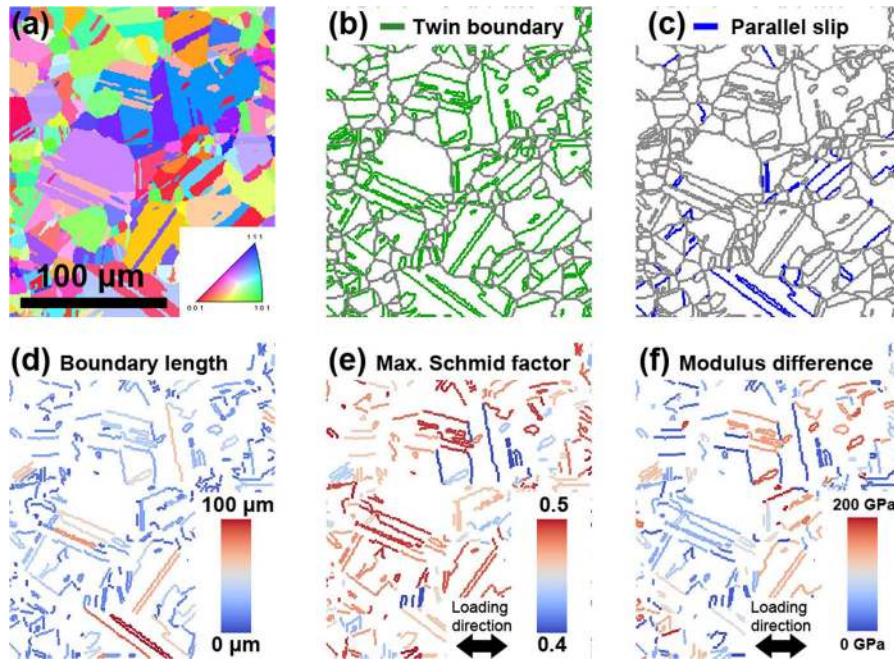 (a)
(b) Twin boundary
(c) Parallel slip
100 µm
111
001
101
(d) Boundary length
(e) Max. Schmid factor
(f) Modulus difference
100 µm
0 µm
0.5
0.4
Loading
direction
200 GPa
0 GPa
Loading
direction